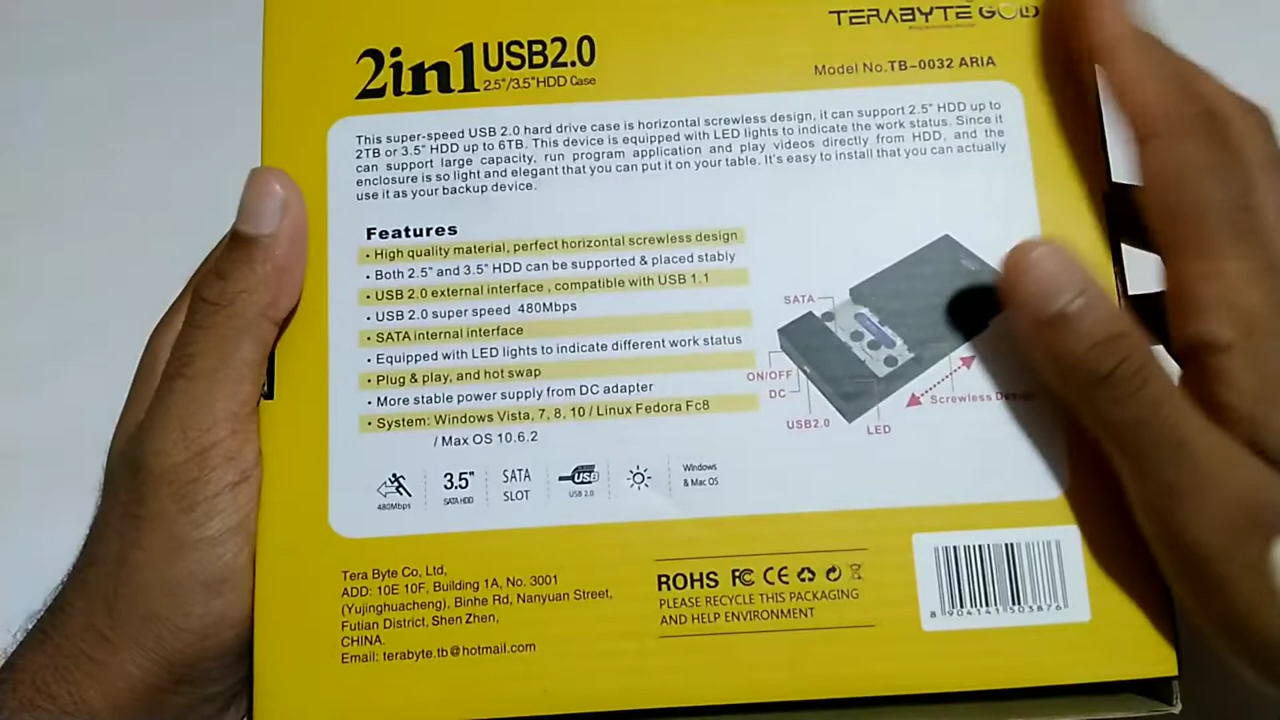 TERABYTE GOLD
2in1 USB2.0
2.5"/3.5"HDD Case
Model No.TB-0032 ARIA
This super-speed USB 2.0 hard drive case is horizontal screwless design, it can support 2.5" HDD up to
2TB or 3.5" HDD up to 6TB. This device is equipped with LED lights to indicate the work status. Since it
can support large capacity, run program application and play videos directly from HDD, and the
enclosure is so light and elegant that you can put it on your table. It's easy to install that you can actually
use it as your backup device.
Features
• High quality material, perfect horizontal screwless design
• Both 2.5" and 3.5" HDD can be supported & placed stably
• USB 2.0 external interface , compatible with USB 1.1
• USB 2.0 super speed 480Mbps
• SATA internal interface
• Equipped with LED lights to indicate different work status
• Plug & play, and hot swap
• More stable power supply from DC adapter
• System: Windows Vista, 7, 8, 10 / Linux Fedora Fc8
/ Max OS 10.6.2
SATA
ON/OFF
DC
USB2.0
LED
Screwless
480Mbps
3.5"
SATA HDD
SATA
SLOT
USB
USB 2.0
Windows
& Mac OS
Tera Byte Co, Ltd,
ADD: 10E 10F, Building 1A, No. 3001
(Yujinghuacheng), Binhe Rd, Nanyuan Street,
Futian District, Shen Zhen,
CHINA.
Email: terabyte.tb@hotmail.com
ROHS FC CE
PLEASE RECYCLE THIS PACKAGING
AND HELP ENVIRONMENT
8 904141 503876